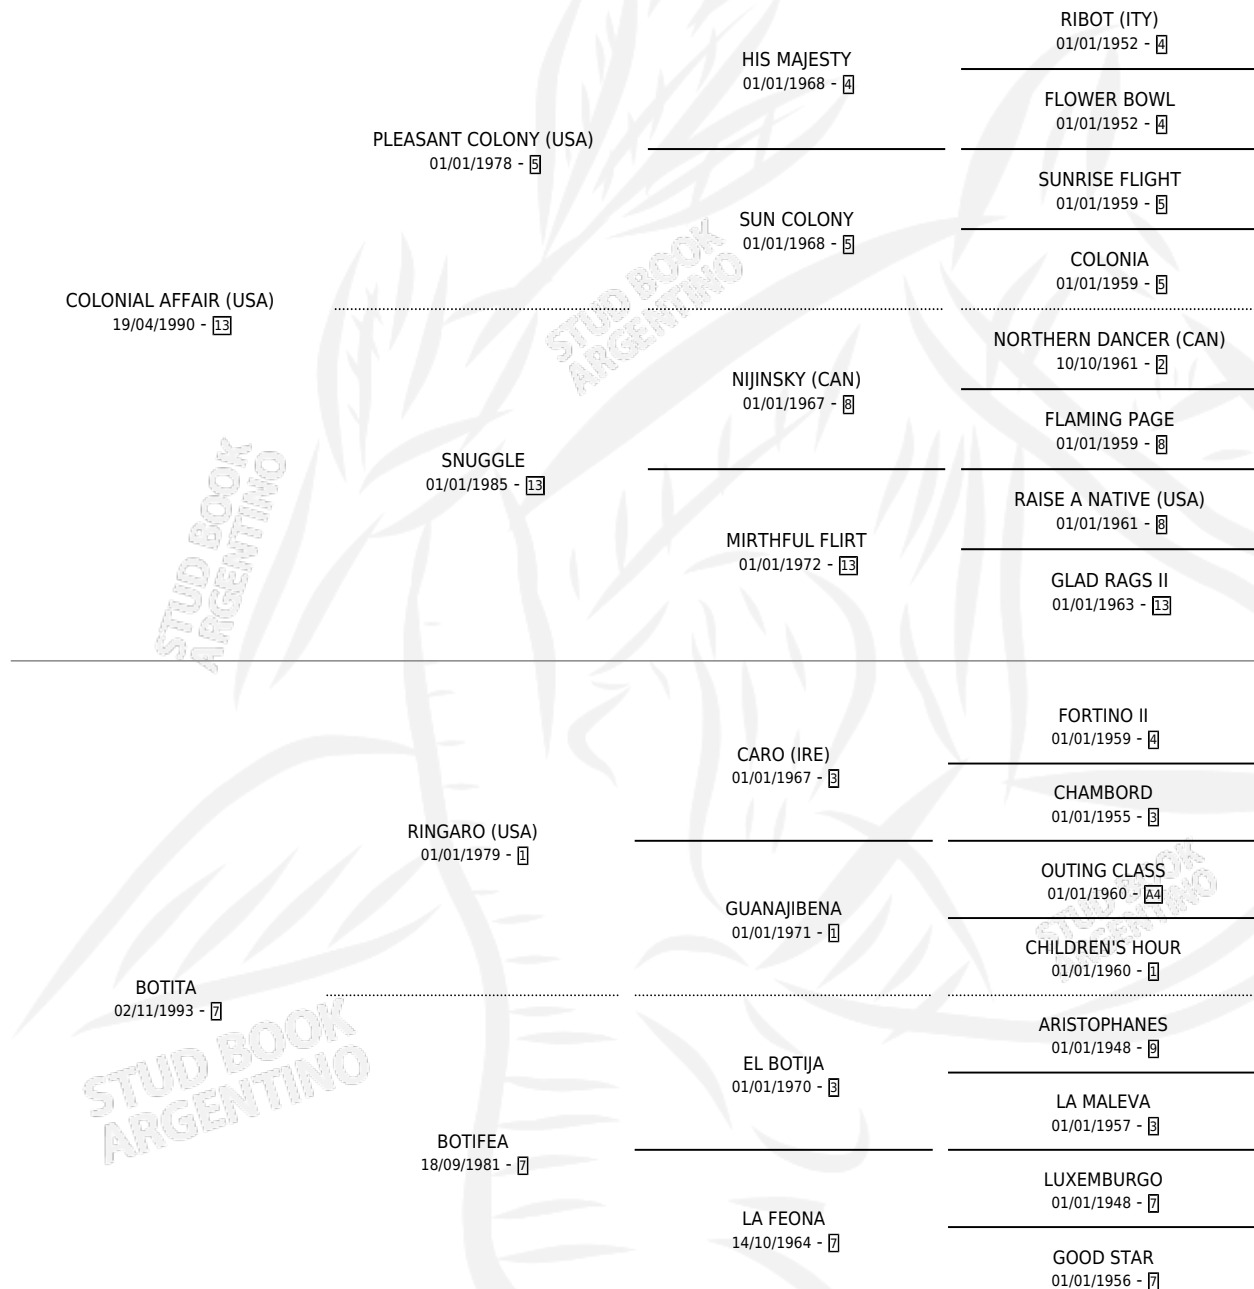 RIBOT (ITY)
01/01/1952 - 4
HIS MAJESTY
01/01/1968 - 4
FLOWER BOWL
01/01/1952 - 4
PLEASANT COLONY (USA)
01/01/1978 - 5
SUNRISE FLIGHT
01/01/1959 - 5
SUN COLONY
01/01/1968 - 5
COLONIA
01/01/1959 - 5
COLONIAL AFFAIR (USA)
19/04/1990 - 13
NORTHERN DANCER (CAN)
10/10/1961 - 2
NIJINSKY (CAN)
01/01/1967 - 8
FLAMING PAGE
01/01/1959 - 8
SNUGGLE
01/01/1985 - 13
RAISE A NATIVE (USA)
01/01/1961 - 8
MIRTHFUL FLIRT
01/01/1972 - 13
GLAD RAGS II
01/01/1963 - 13
FORTINO II
01/01/1959 - 4
CARO (IRE)
01/01/1967 - 3
CHAMBORD
01/01/1955 - 3
RINGARO (USA)
01/01/1979 - 1
OUTING CLASS
01/01/1960 - A4
GUANAJIBENA
01/01/1971 - 1
CHILDREN'S HOUR
01/01/1960 - 1
BOTITA
02/11/1993 - 7
ARISTOPHANES
01/01/1948 - 9
EL BOTIJA
01/01/1970 - 3
LA MALEVA
01/01/1957 - 3
BOTIFEA
18/09/1981 - 7
LUXEMBURGO
01/01/1948 - 7
LA FEONA
14/10/1964 - 7
GOOD STAR
01/01/1956 - 7
STUD BOOK
ARGENTINO
STUD BOOK
ARGENTINO
STUD BOOK
ARGENTINO
STUD BOOK
ARGENTINO